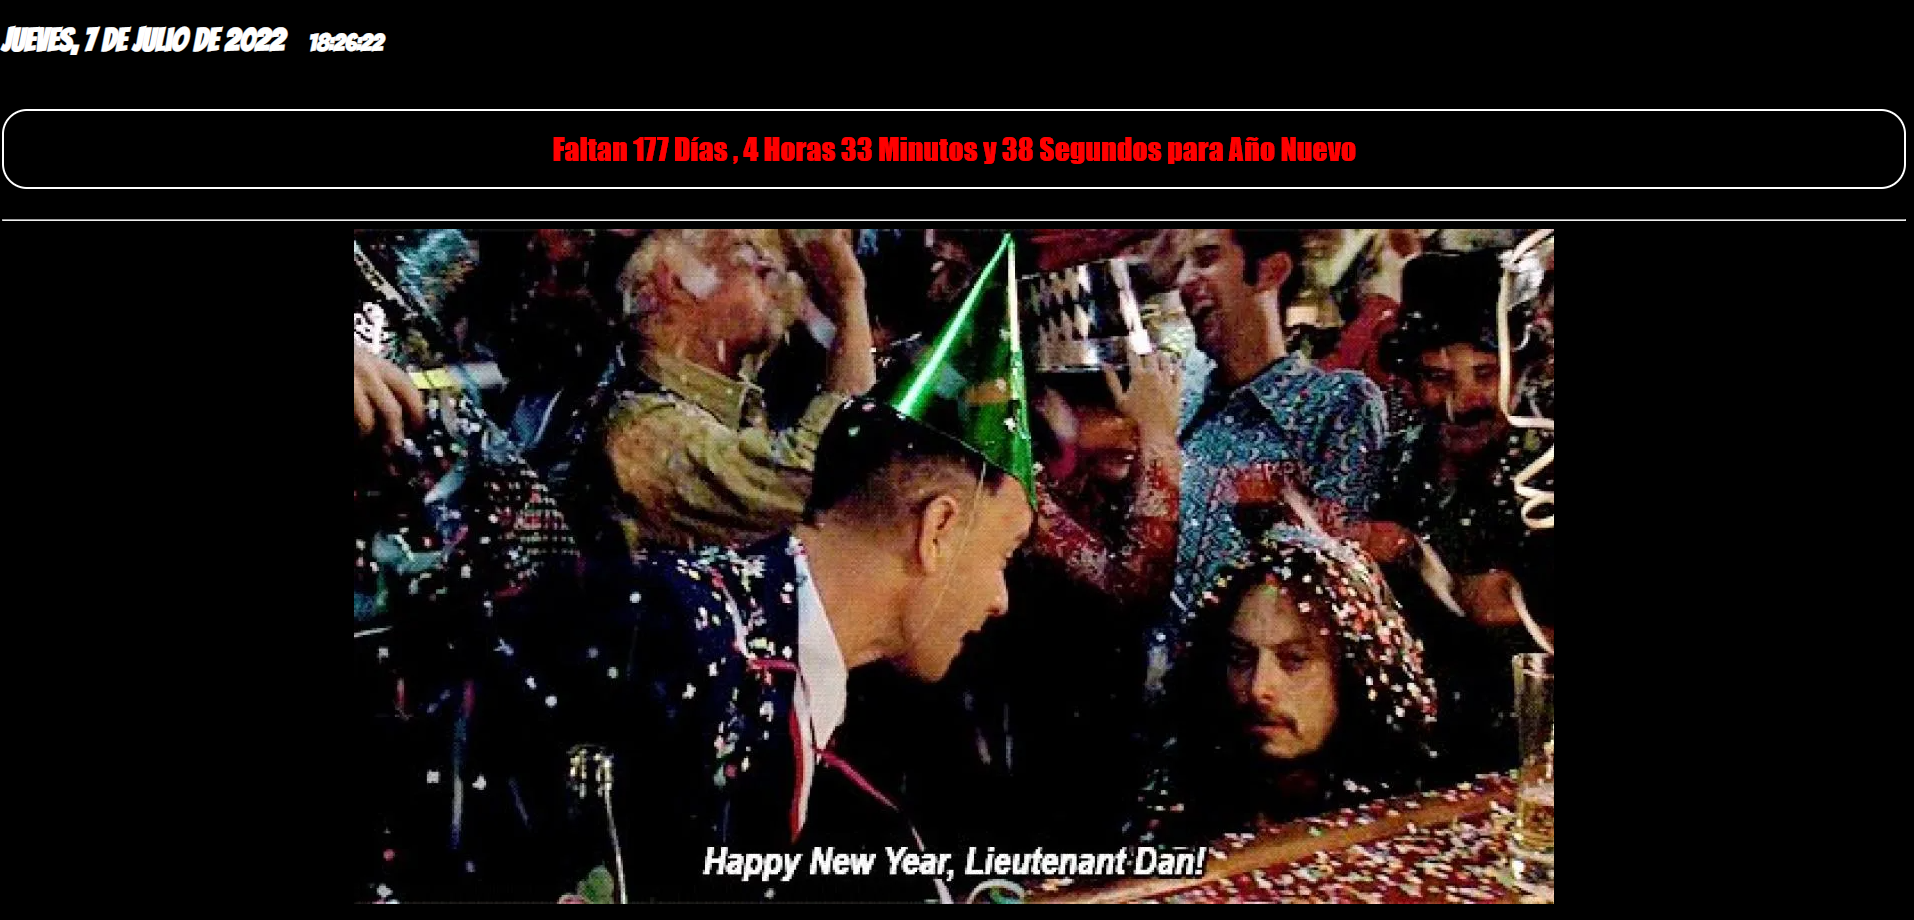 JUEVES, 7 DE JULIO DE 2022 18:26:22
Faltan 177 Días , 4 Horas 33 Minutos y 38 Segundos para Año Nuevo
Happy New Year, Lieutenant Dan!